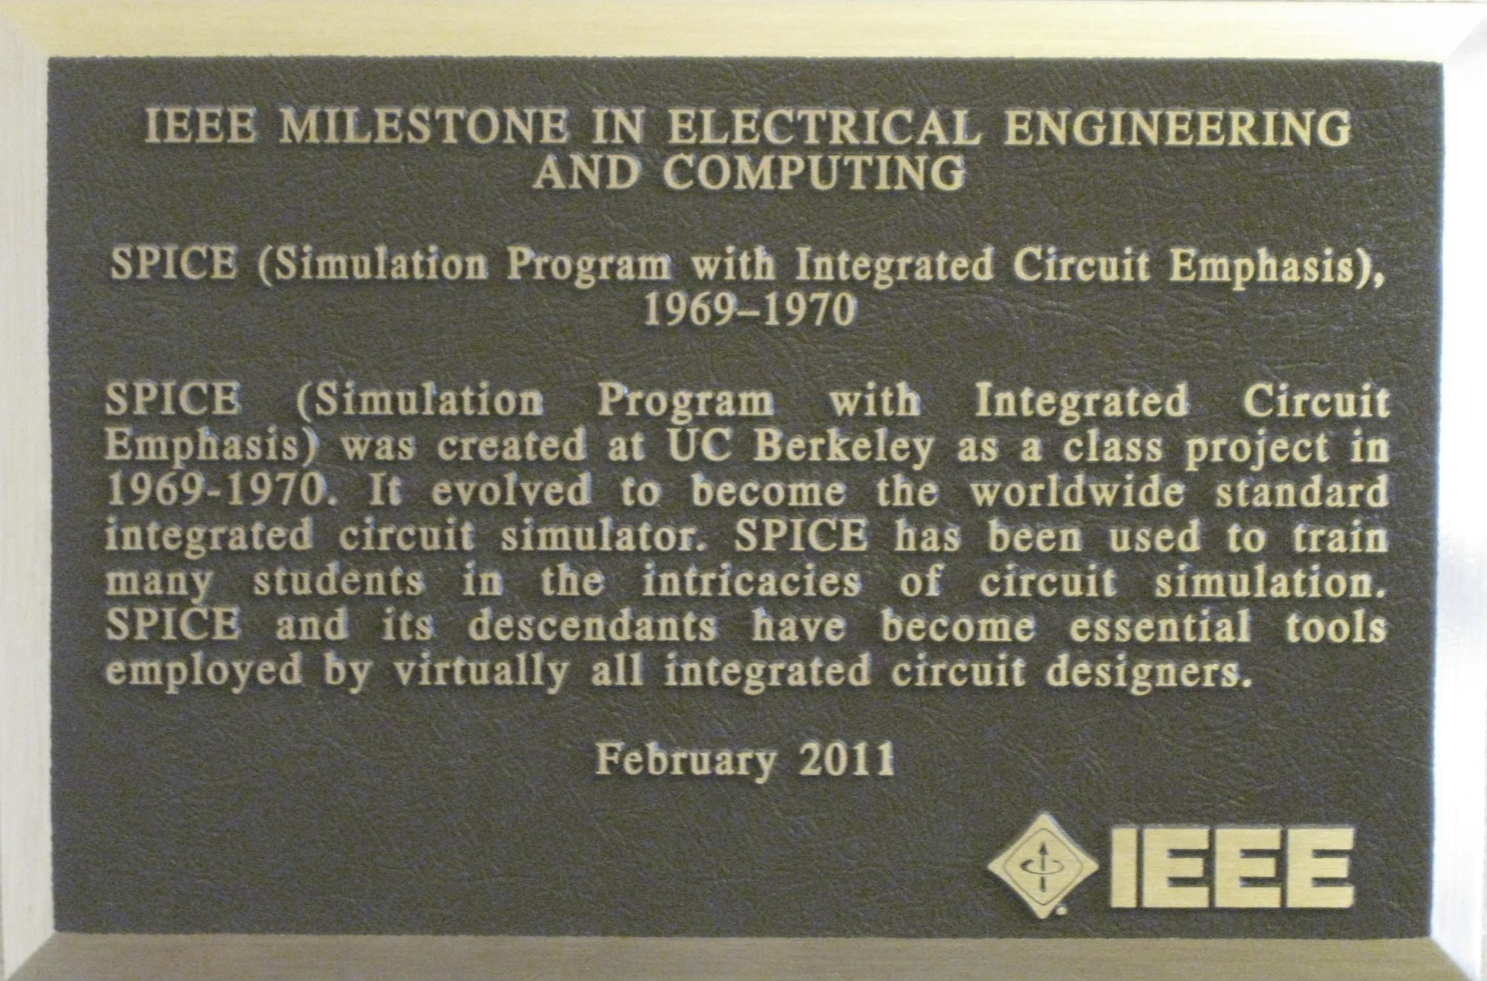 IEEE MILESTONE IN ELECTRICAL ENGINEERING
AND COMPUTING
SPICE (Simulation Program with Integrated Circuit Emphasis),
1969–1970
SPICE (Simulation Program with Integrated Circuit
Emphasis) was created at UC Berkeley as a class project in
1969-1970. It evolved to become the worldwide standard
integrated circuit simulator. SPICE has been used to train
many students in the intricacies of circuit simulation.
SPICE and its descendants have become essential tools
employed by virtually all integrated circuit designers.
February 2011
IEEE